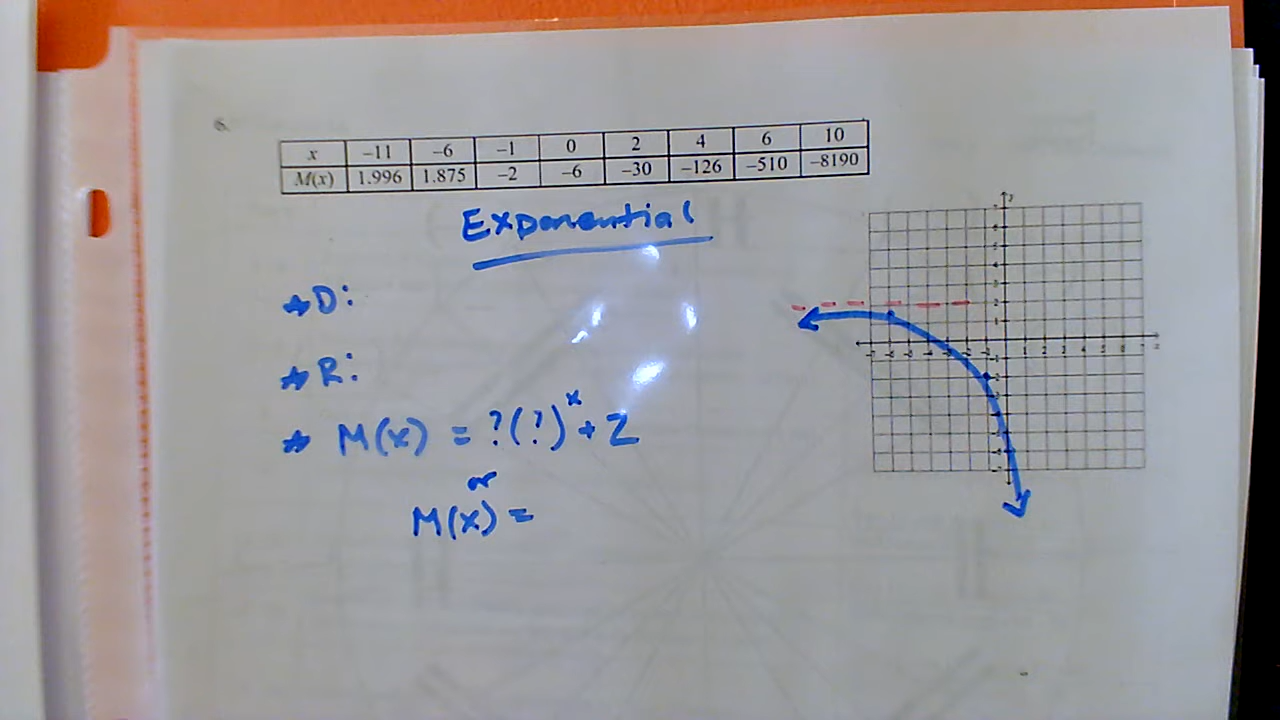 6.
x –11 –6 –1 0 2 4 6 10
M(x) 1.996 1.875 –2 –6 –30 –126 –510 –8190
Exponential
D:
R:
M(x) = ?(?)^x + 2
or
M(x) =